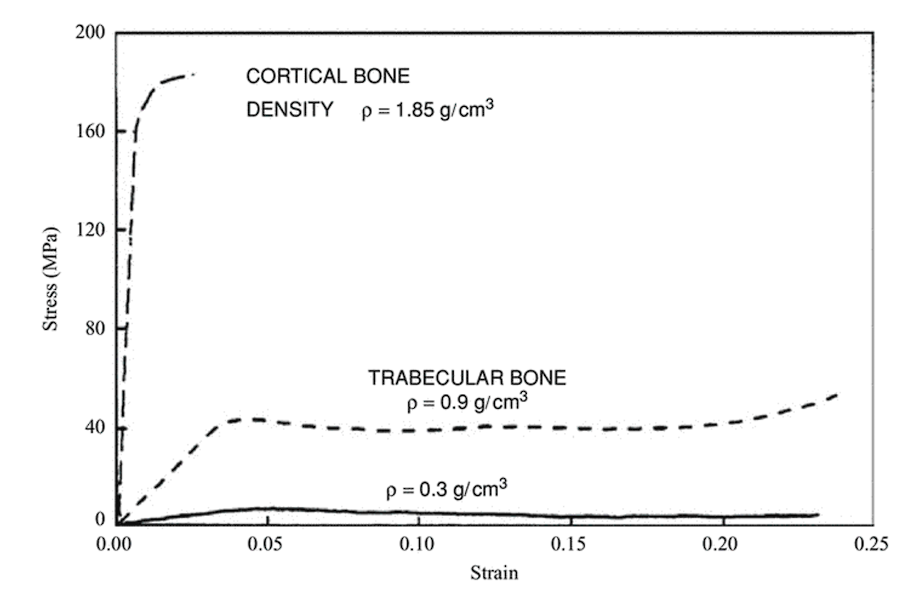 200
CORTICAL BONE
DENSITY ρ = 1.85 g/cm³
160
120
Stress (MPa)
80
TRABECULAR BONE
ρ = 0.9 g/cm³
40
ρ = 0.3 g/cm³
0
0.00 0.05 0.10 0.15 0.20 0.25
Strain